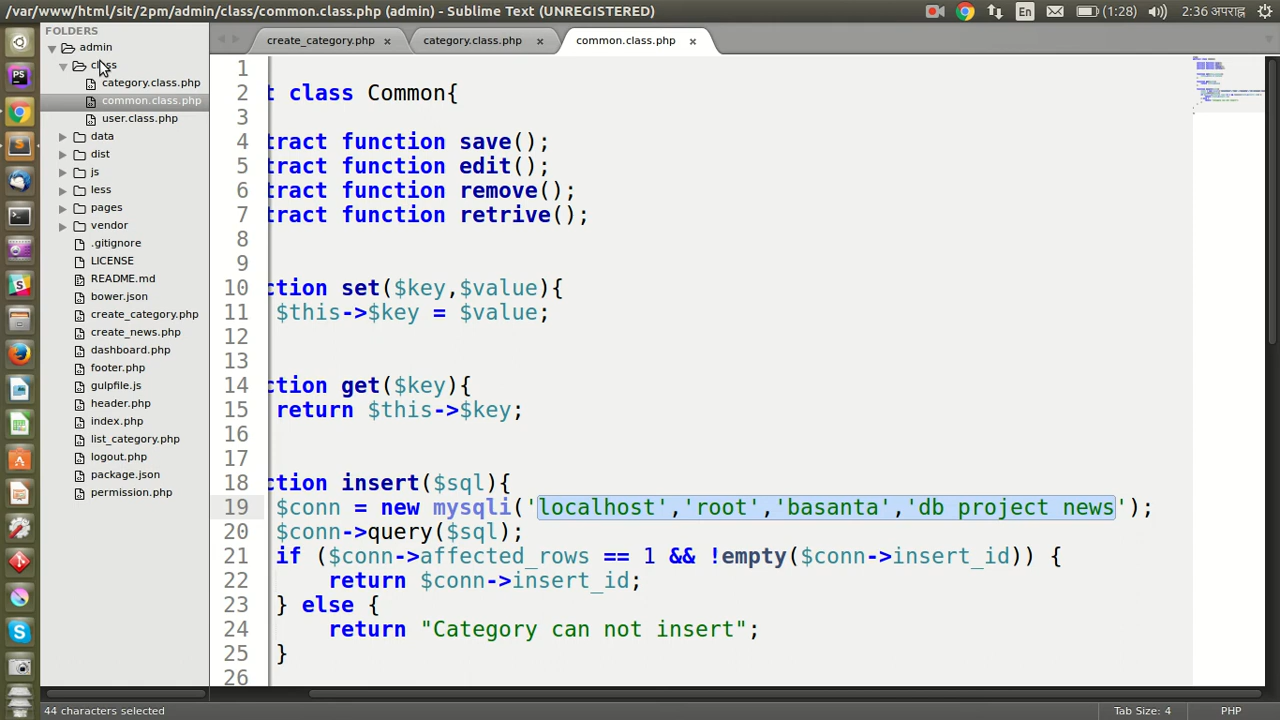 /var/www/html/sit/2pm/admin/class/common.class.php (admin) - Sublime Text (UNREGISTERED)
En
(1:28)
2:36 अपराह्न
FOLDERS
admin
class
category.class.php
common.class.php
user.class.php
data
dist
js
less
pages
vendor
.gitignore
LICENSE
README.md
bower.json
create_category.php
create_news.php
dashboard.php
footer.php
gulpfile.js
header.php
index.php
list_category.php
logout.php
package.json
permission.php
create_category.php × category.class.php × common.class.php ×
1
2 t class Common{
3
4 tract function save();
5 tract function edit();
6 tract function remove();
7 tract function retrive();
8
9
10 ction set($key,$value){
11 $this->$key = $value;
12
13
14 ction get($key){
15 return $this->$key;
16
17
18 ction insert($sql){
19 $conn = new mysqli('localhost','root','basanta','db_project_news');
20 $conn->query($sql);
21 if ($conn->affected_rows == 1 && !empty($conn->insert_id)) {
22 return $conn->insert_id;
23 } else {
24 return "Category can not insert";
25 }
26
44 characters selected
Tab Size: 4
PHP